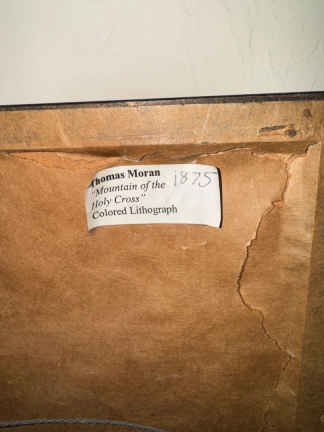 Thomas Moran 1875
"Mountain of the
Holy Cross"
Colored Lithograph